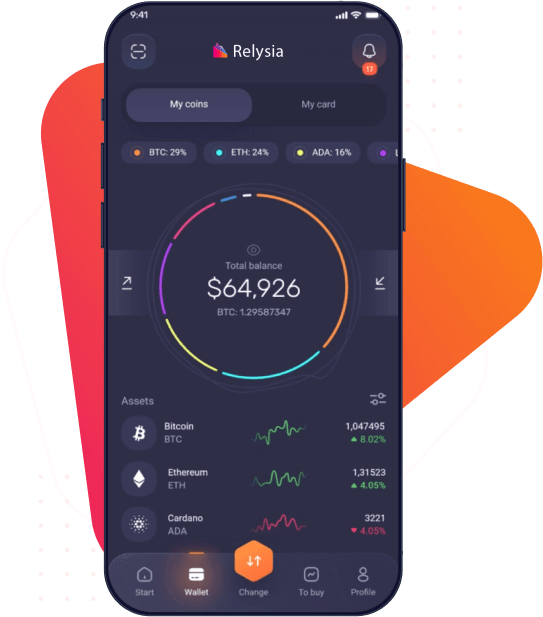 9:41
Relysia
17
My coins
My card
BTC: 29%
ETH: 24%
ADA: 16%
Total balance
$64,926
BTC: 1.29587347
Assets
Bitcoin
1,047495
BTC
8.02%
Ethereum
1,31523
ETH
4.05%
Cardano
3221
ADA
4.05%
Start
Wallet
Change
To buy
Profile